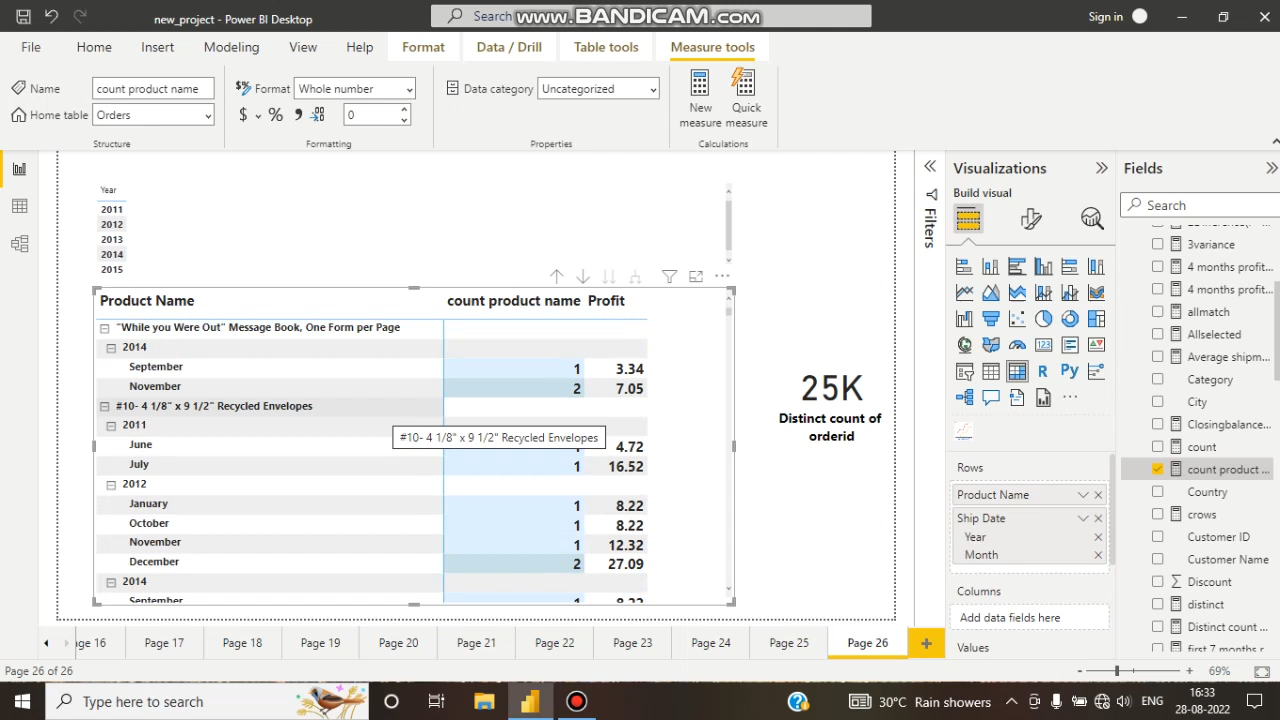 new_project - Power BI Desktop
Search
www.BANDICAM.com
Sign in
File
Home
Insert
Modeling
View
Help
Format
Data / Drill
Table tools
Measure tools
Name
count product name
Home table
Orders
Structure
Format
Whole number
$
%
0
Formatting
Data category
Uncategorized
Properties
New
measure
Quick
measure
Calculations
Year
2011
2012
2013
2014
2015
Product Name count product name Profit
"While you Were Out" Message Book, One Form per Page
2014
September 1 3.34
November 2 7.05
#10- 4 1/8" x 9 1/2" Recycled Envelopes
2011
#10- 4 1/8" x 9 1/2" Recycled Envelopes
June 4.72
July 1 16.52
2012
January 1 8.22
October 1 8.22
November 1 12.32
December 2 27.09
2014
September 1 8.22
25K
Distinct count of
orderid
Filters
Visualizations
Build visual
123
R
Py
Rows
Product Name
Ship Date
Year
Month
Columns
Add data fields here
Values
Fields
Search
3variance
4 months profit...
4 months profit...
allmatch
Allselected
Average shipm...
Category
City
Closingbalance...
count
count product ...
Country
crows
Customer ID
Customer Name
Discount
distinct
Distinct count ...
first 7 months r...
ge 16
Page 17
Page 18
Page 19
Page 20
Page 21
Page 22
Page 23
Page 24
Page 25
Page 26
Page 26 of 26
69%
Type here to search
30°C Rain showers
ENG
16:33
28-08-2022